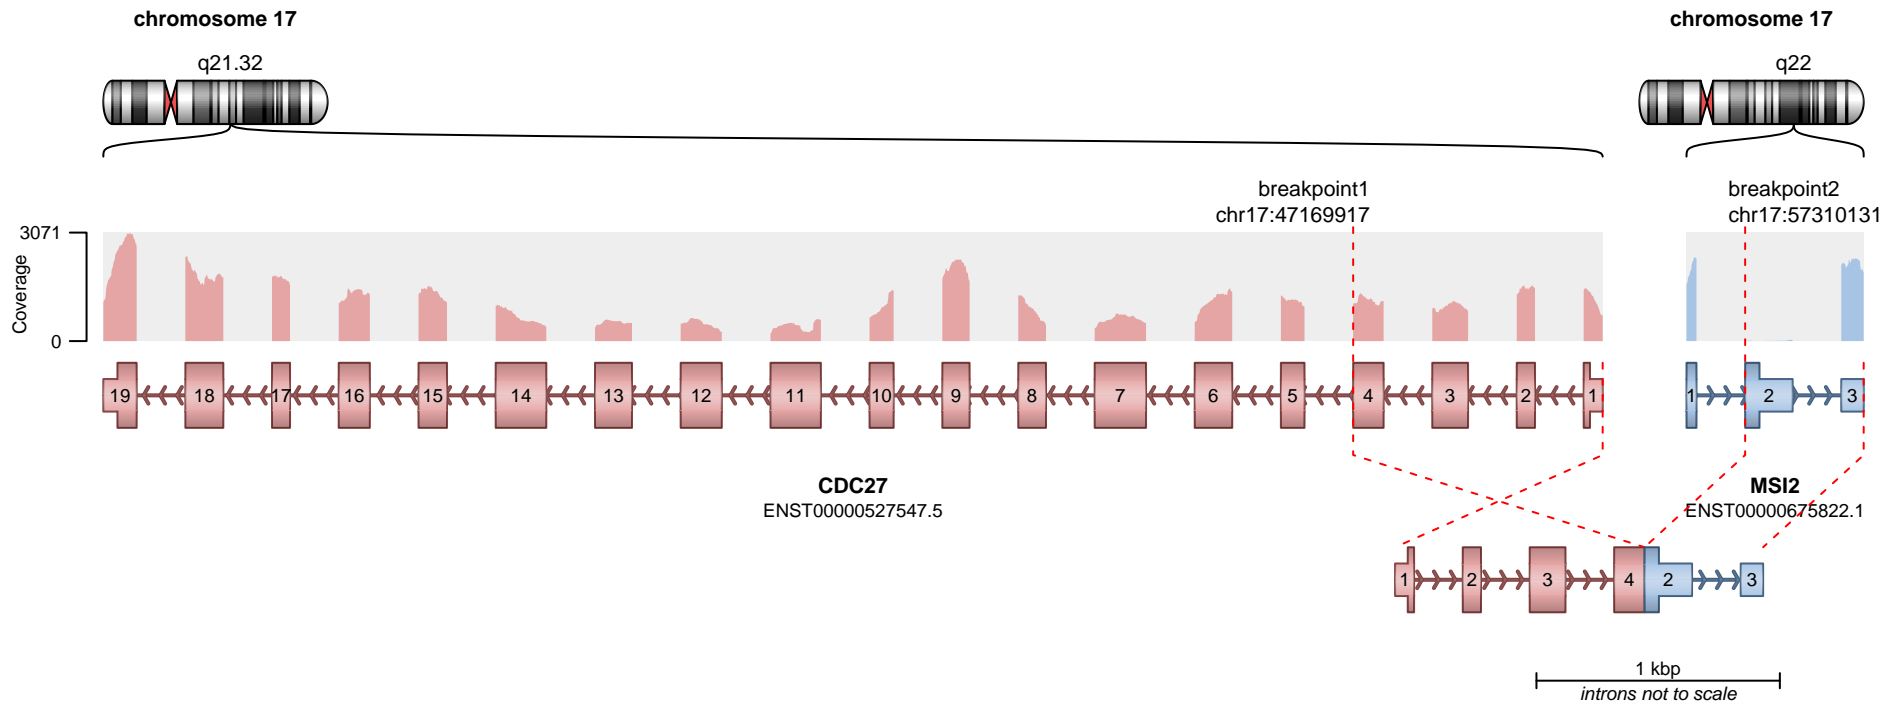 chromosome 17
chromosome 17
q21.32
q22
breakpoint1
chr17:47169917
breakpoint2
chr17:57310131
3071
Coverage
0
19 18 17 16 15 14 13 12 11 10 9 8 7 6 5 4 3 2 1
1 2 3
CDC27
ENST00000527547.5
MSI2
ENST00000675822.1
1 2 3 4 2 3
1 kbp
introns not to scale